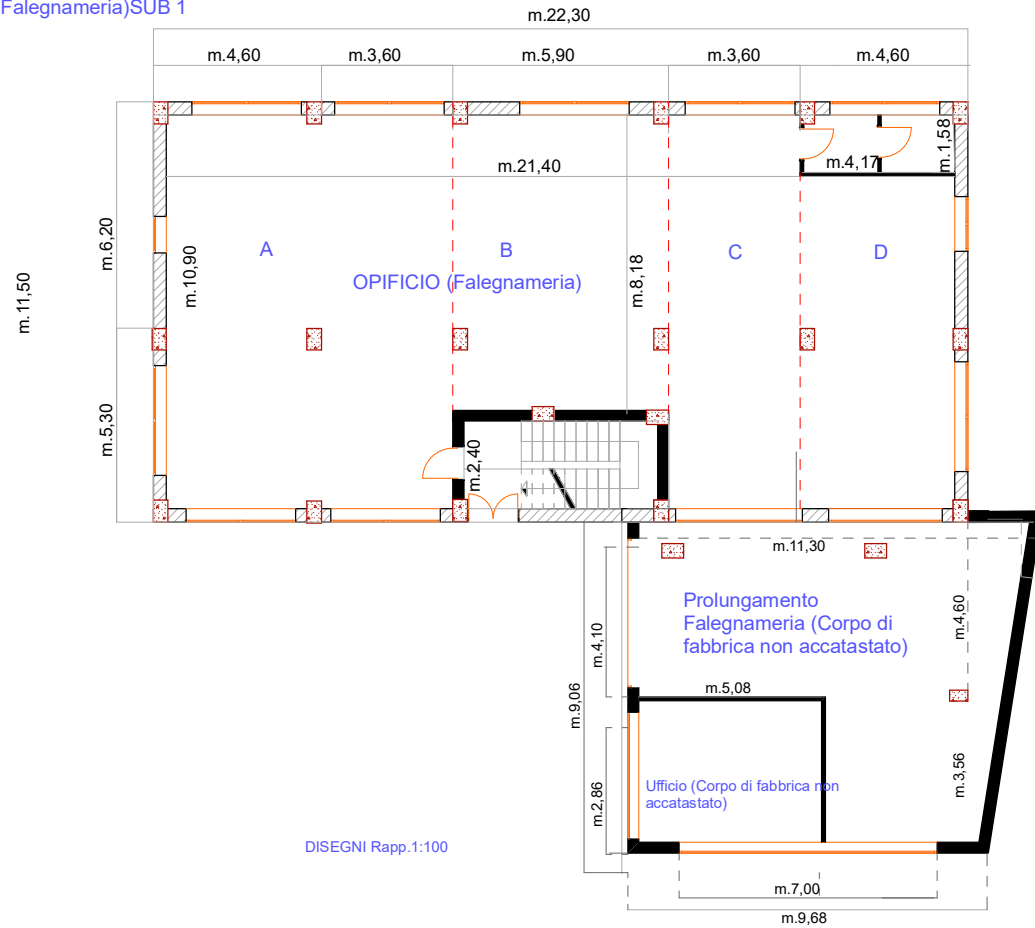 Falegnameria)SUB 1
m.22,30
m.4,60
m.3,60
m.5,90
m.3,60
m.4,60
m.1,58
m.4,17
m.21,40
m.6,20
m.10,90
A
B
C
D
OPIFICIO (Falegnameria)
m.8,18
m.11,50
m.5,30
m.2,40
m.11,30
Prolungamento
Falegnameria (Corpo di
fabbrica non accatastato)
m.4,60
m.4,10
m.5,08
m.9,06
m.3,56
m.2,86
Ufficio (Corpo di fabbrica non
accatastato)
DISEGNI Rapp.1:100
m.7,00
m.9,68